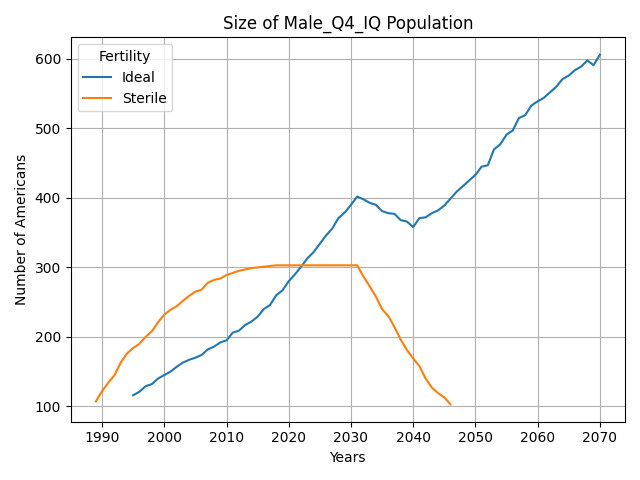 Size of Male_Q4_IQ Population
Fertility
Ideal
Sterile
Number of Americans
600
500
400
300
200
100
1990 2000 2010 2020 2030 2040 2050 2060 2070
Years